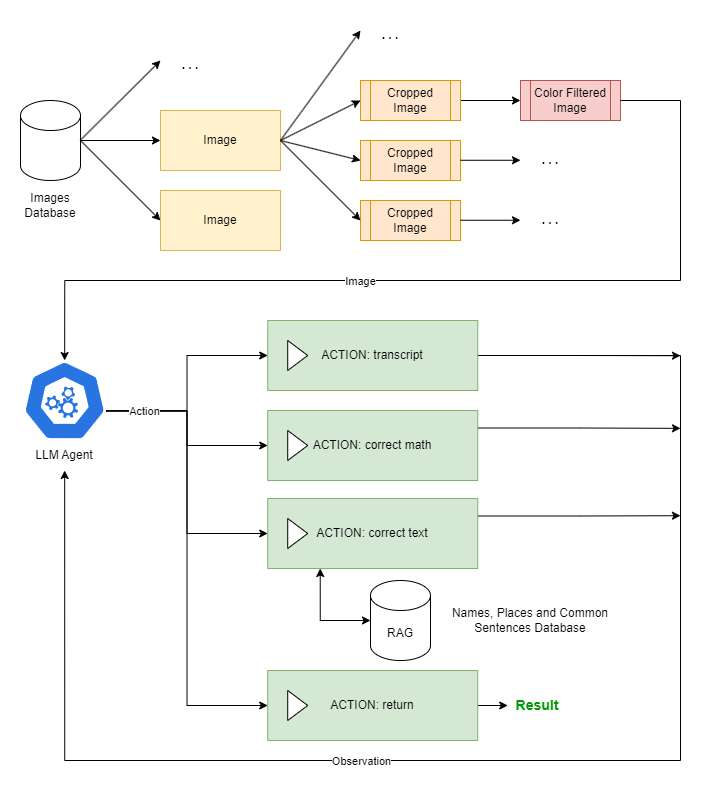 ...
...
Cropped
Image
Color Filtered
Image
Image
Cropped
Image
...
Images
Database
Image
Cropped
Image
...
Image
ACTION: transcript
Action
ACTION: correct math
LLM Agent
ACTION: correct text
RAG
Names, Places and Common
Sentences Database
ACTION: return
Result
Observation